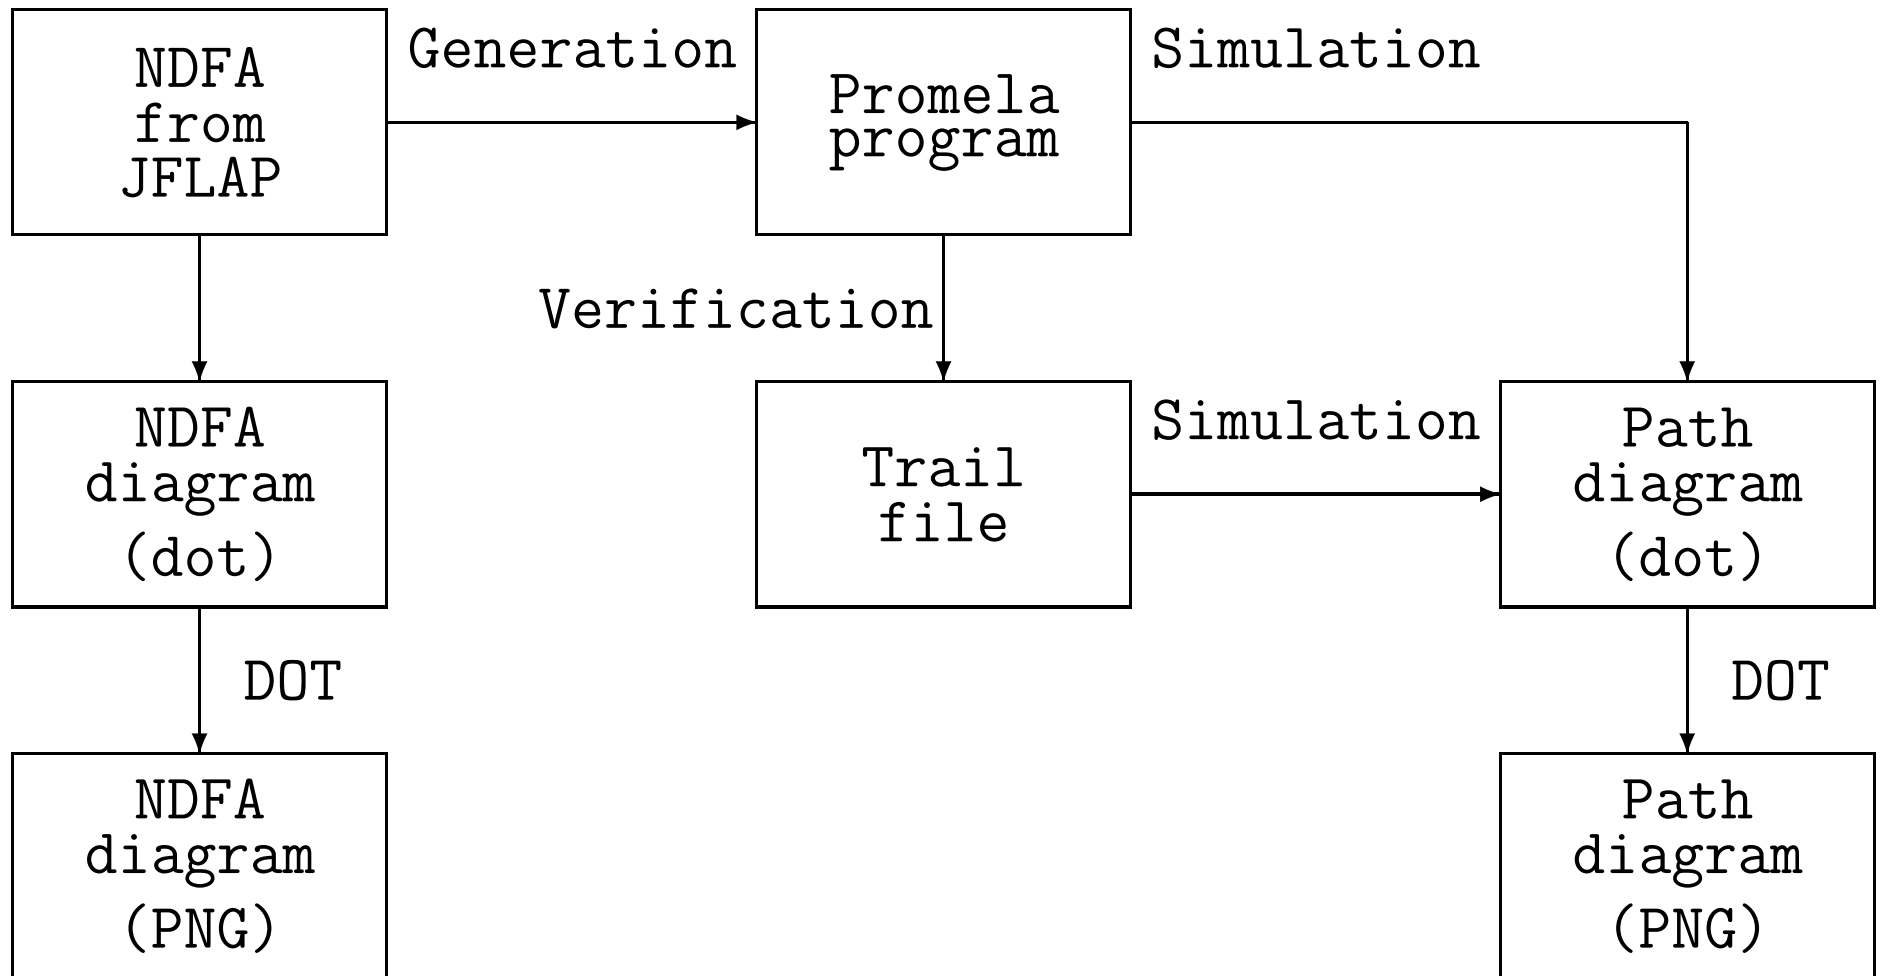 NDFA
from
JFLAP
Generation
Promela
program
Simulation
Verification
NDFA
diagram
(dot)
Trail
file
Simulation
Path
diagram
(dot)
DOT
DOT
NDFA
diagram
(PNG)
Path
diagram
(PNG)